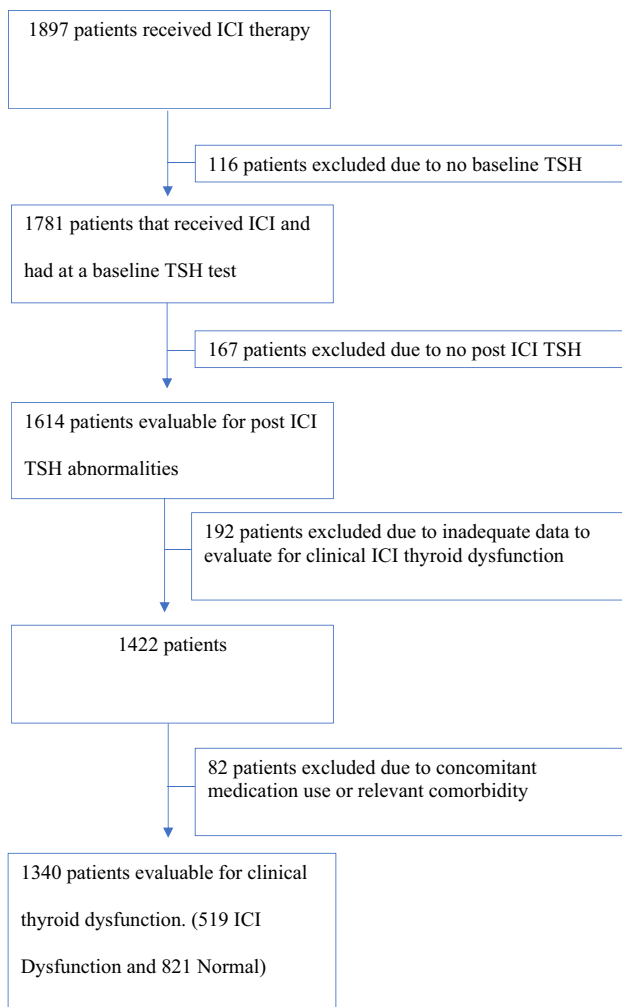 1897 patients received ICI therapy
116 patients excluded due to no baseline TSH
1781 patients that received ICI and
had at a baseline TSH test
167 patients excluded due to no post ICI TSH
1614 patients evaluable for post ICI
TSH abnormalities
192 patients excluded due to inadequate data to
evaluate for clinical ICI thyroid dysfunction
1422 patients
82 patients excluded due to concomitant
medication use or relevant comorbidity
1340 patients evaluable for clinical
thyroid dysfunction. (519 ICI
Dysfunction and 821 Normal)